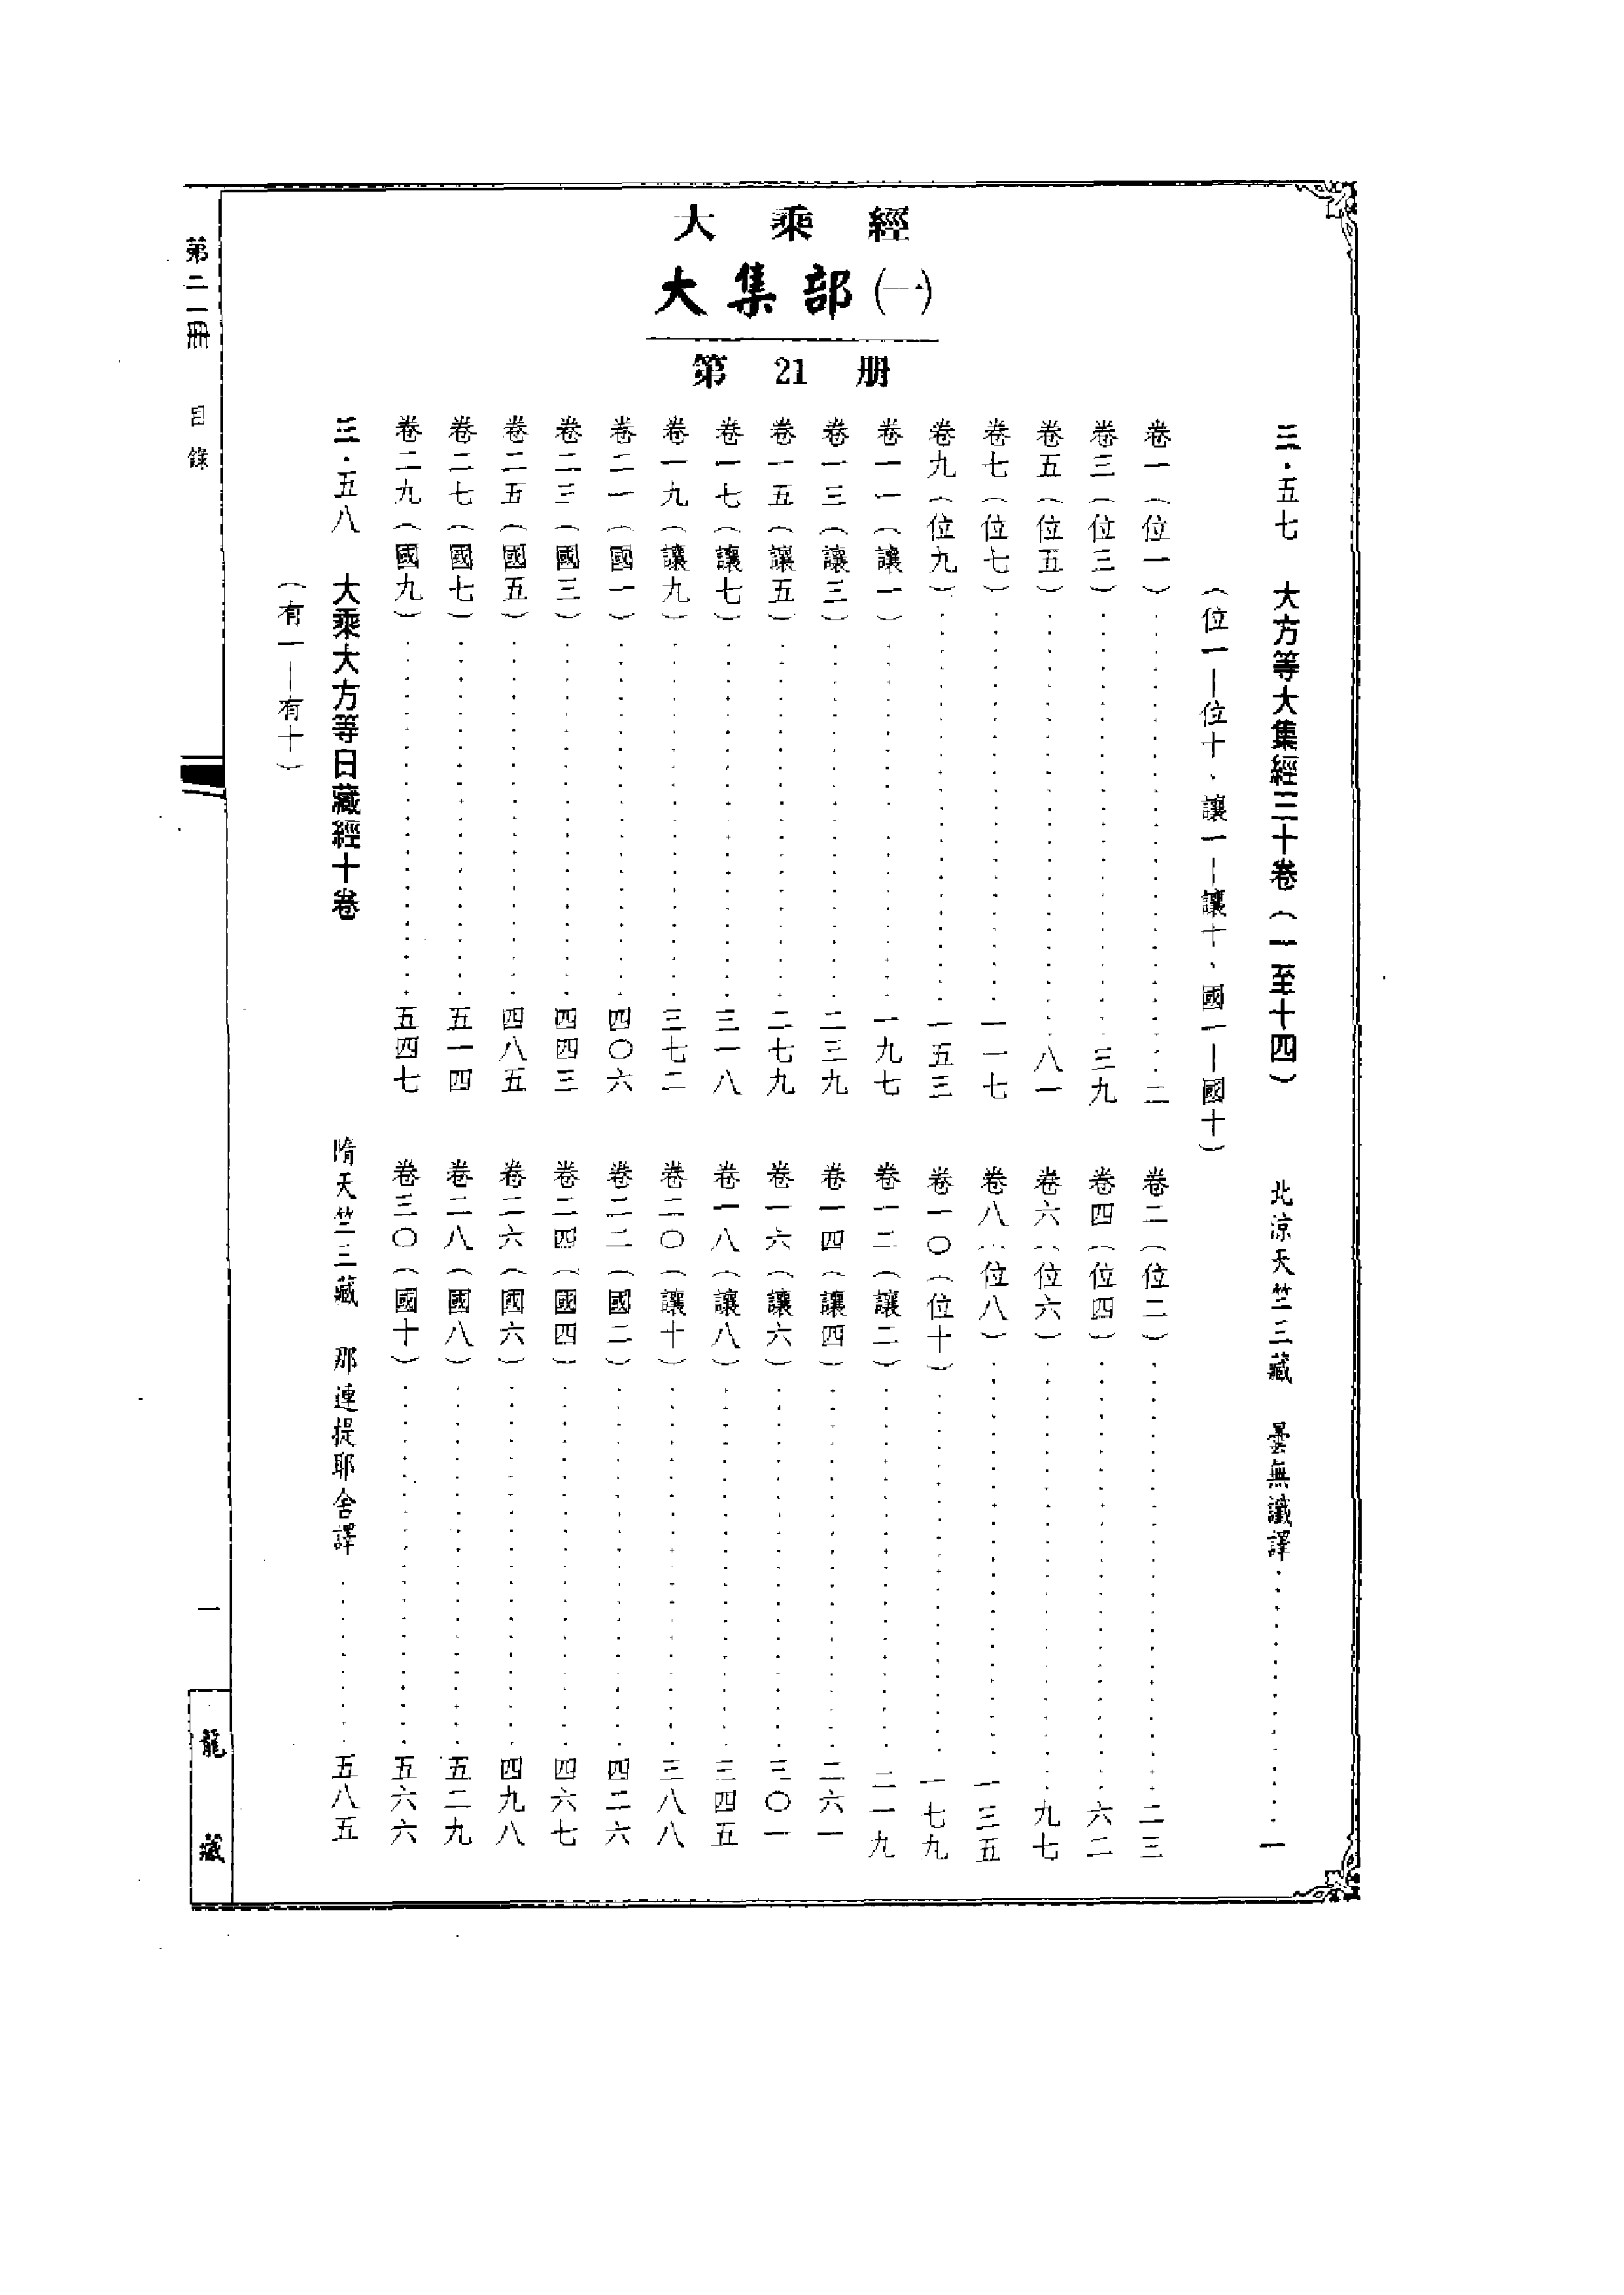 大乘經
大集部(一)
第 21 册
三．五七 大方等大集經三十卷（一至十四） 北涼天竺三藏 曇無讖譯……一
（位一—位十、讓一—讓十、國一—國十）
卷一（位一）……二 卷二（位二）……二三
卷三（位三）……三九 卷四（位四）……六二
卷五（位五）……八一 卷六（位六）……九七
卷七（位七）……一一七 卷八（位八）……一三五
卷九（位九）……一五三 卷一〇（位十）……一七九
卷一一（讓一）……一九七 卷一二（讓二）……二一九
卷一三（讓三）……二三九 卷一四（讓四）……二六一
卷一五（讓五）……二七九 卷一六（讓六）……三〇一
卷一七（讓七）……三一八 卷一八（讓八）……三四五
卷一九（讓九）……三七二 卷二〇（讓十）……三八八
卷二一（國一）……四〇六 卷二二（國二）……四二六
卷二三（國三）……四四三 卷二四（國四）……四六七
卷二五（國五）……四八五 卷二六（國六）……四九八
卷二七（國七）……五一四 卷二八（國八）……五二九
卷二九（國九）……五四七 卷三〇（國十）……五六六
三．五八 大乘大方等日藏經十卷 隋天竺三藏 那連提耶舍譯……五八五
（有一—有十）
第二一冊 目錄 一
龍藏